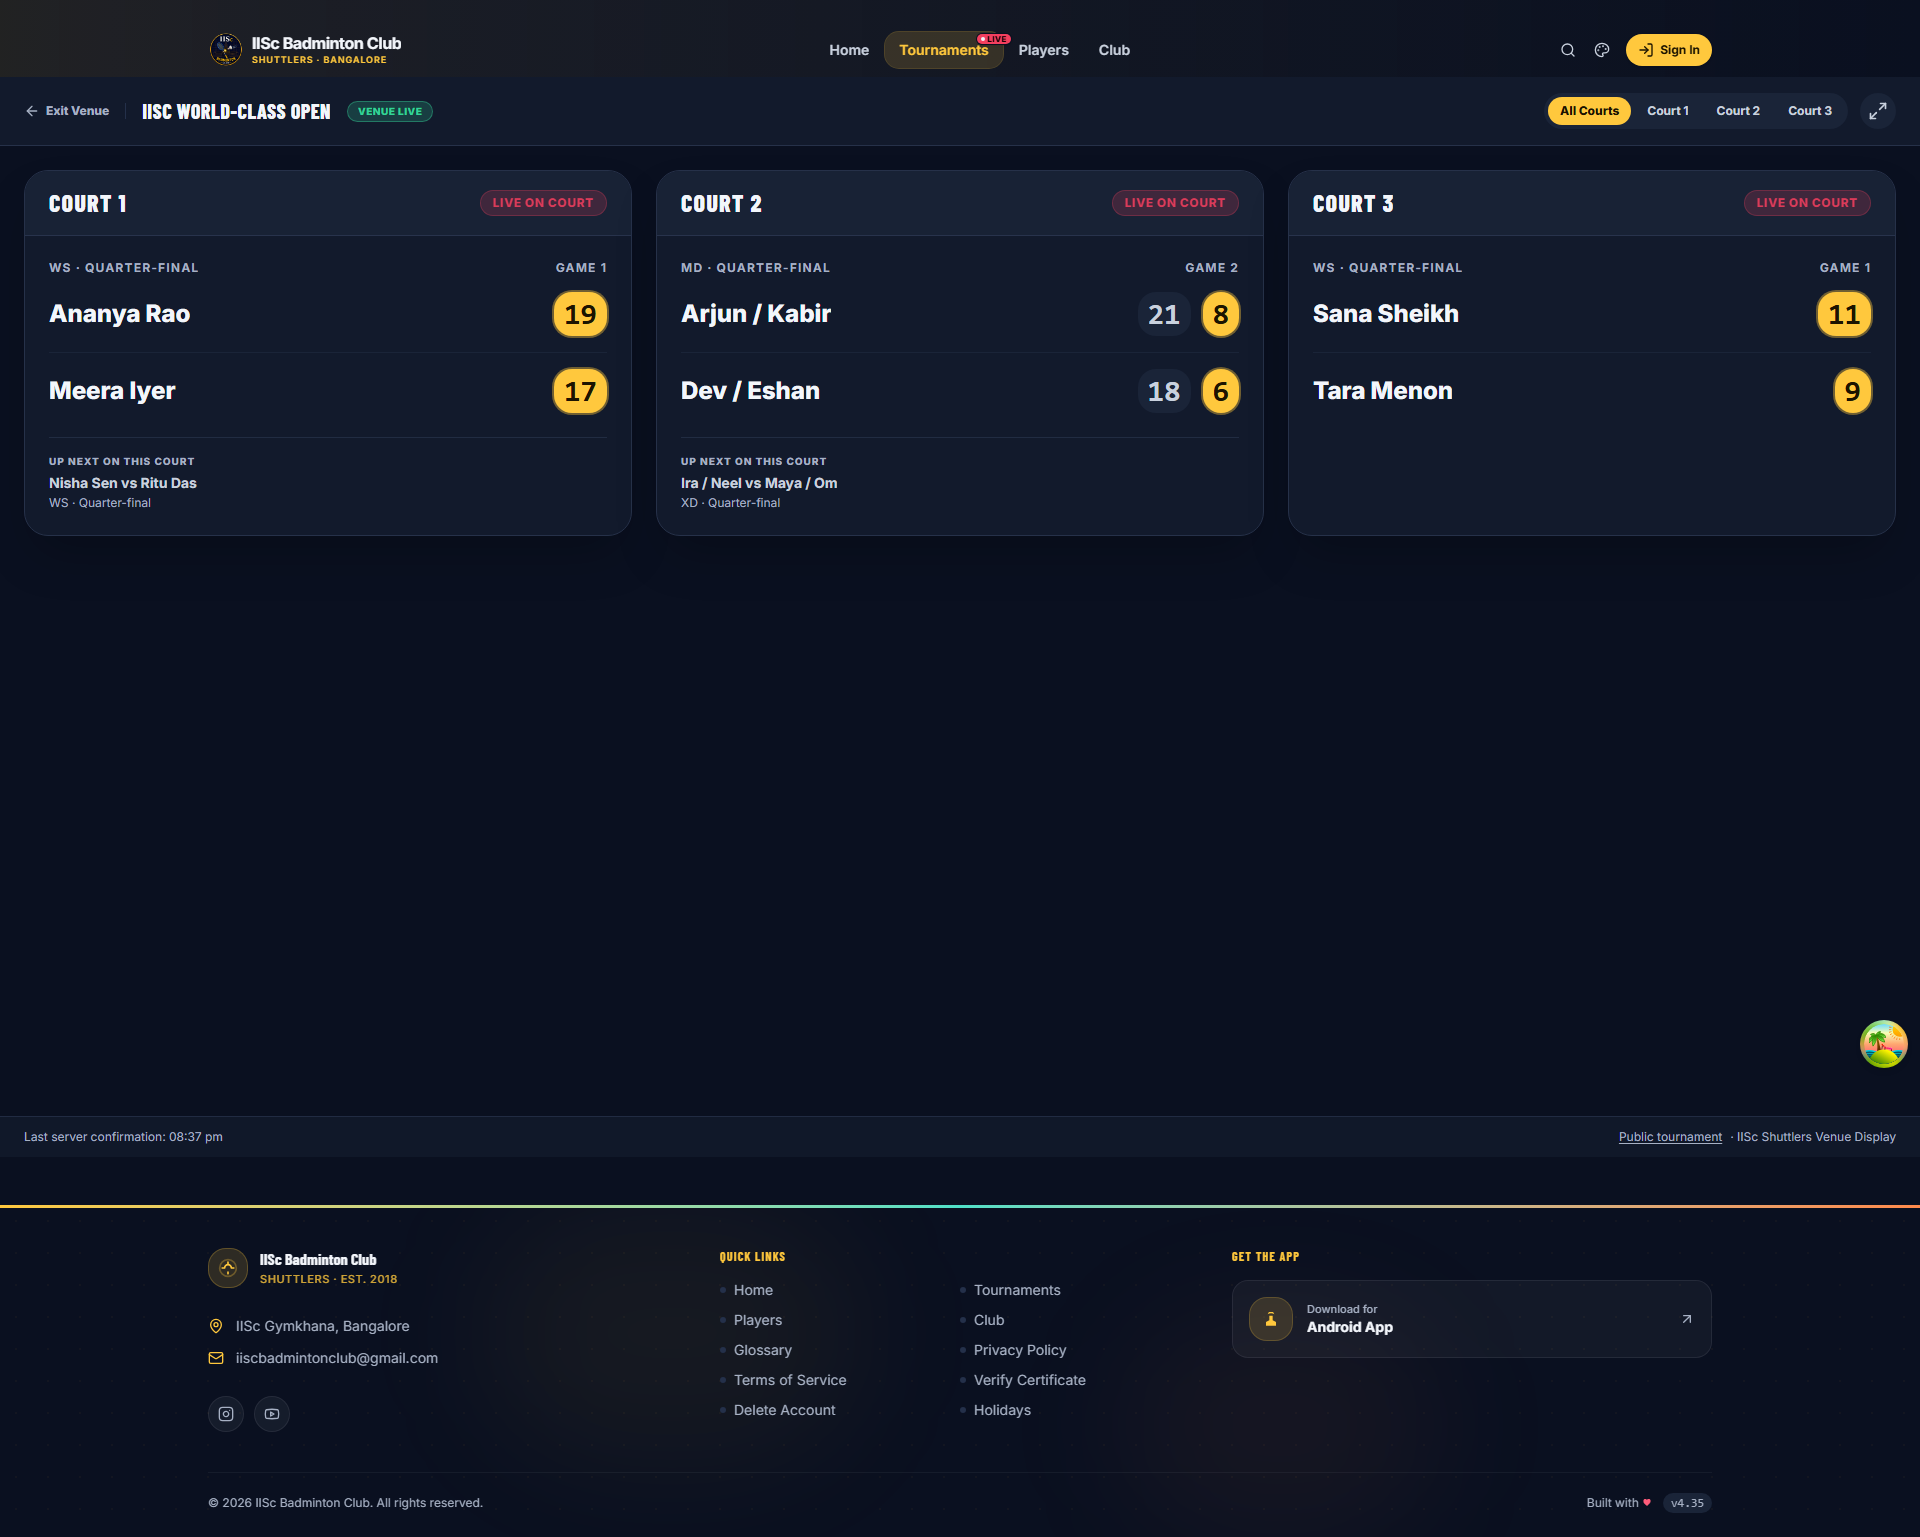 IISc Badminton Club
SHUTTLERS · BANGALORE
Home
Tournaments
LIVE
Players
Club
Sign In
Exit Venue
IISC WORLD-CLASS OPEN
VENUE LIVE
All Courts
Court 1
Court 2
Court 3
COURT 1
LIVE ON COURT
WS · QUARTER-FINAL
GAME 1
Ananya Rao
19
Meera Iyer
17
UP NEXT ON THIS COURT
Nisha Sen vs Ritu Das
WS · Quarter-final
COURT 2
LIVE ON COURT
MD · QUARTER-FINAL
GAME 2
Arjun / Kabir
21 8
Dev / Eshan
18 6
UP NEXT ON THIS COURT
Ira / Neel vs Maya / Om
XD · Quarter-final
COURT 3
LIVE ON COURT
WS · QUARTER-FINAL
GAME 1
Sana Sheikh
11
Tara Menon
9
Last server confirmation: 08:37 pm
Public tournament · IISc Shuttlers Venue Display
IISc Badminton Club
SHUTTLERS · EST. 2018
IISc Gymkhana, Bangalore
iiscbadmintonclub@gmail.com
QUICK LINKS
Home
Players
Glossary
Terms of Service
Delete Account
Tournaments
Club
Privacy Policy
Verify Certificate
Holidays
GET THE APP
Download for
Android App
© 2026 IISc Badminton Club. All rights reserved.
Built with
v4.35